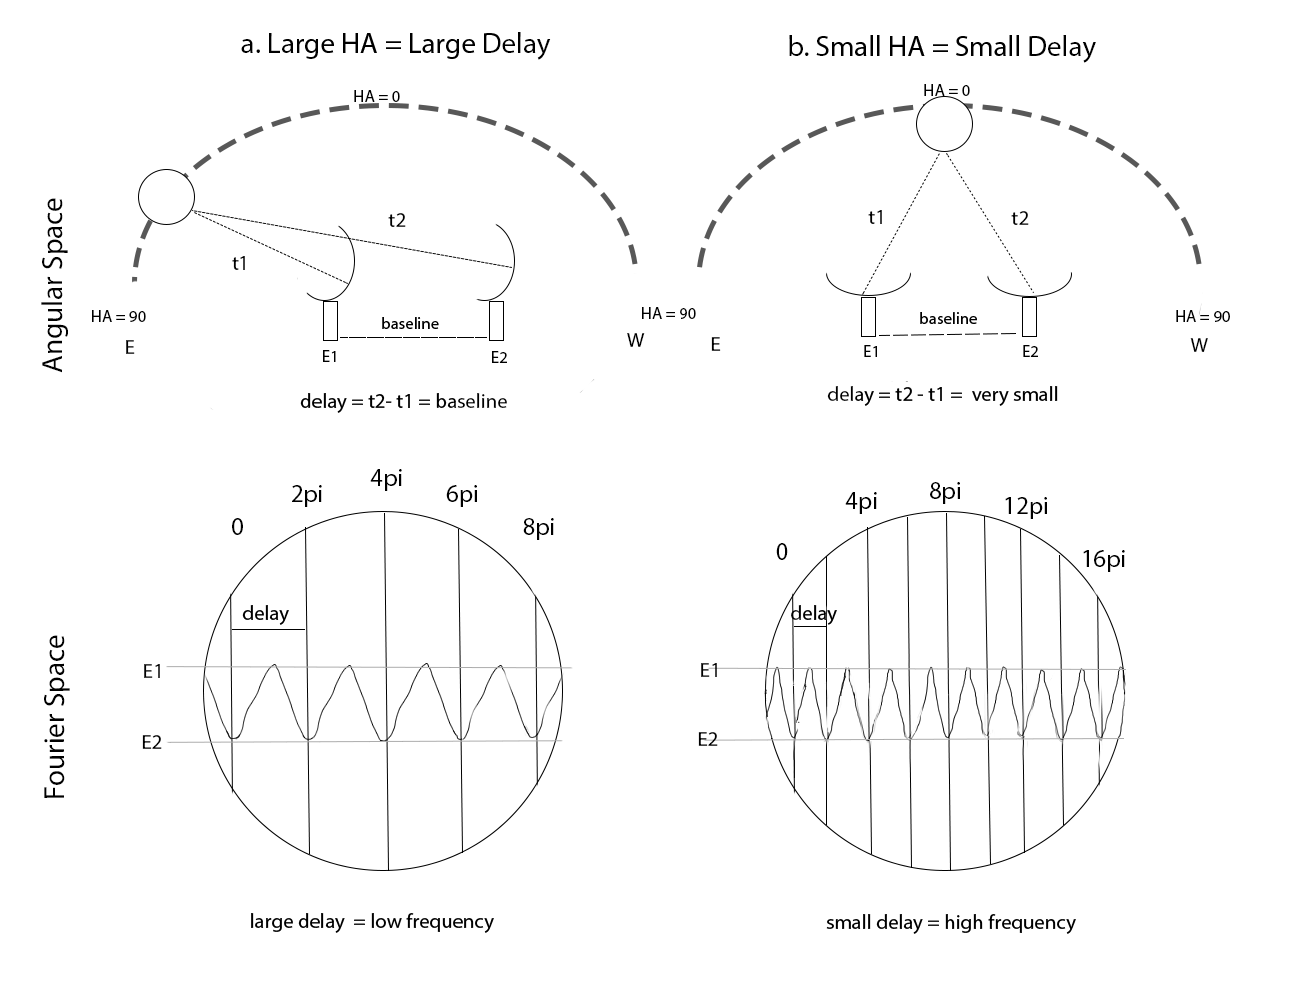 a. Large HA = Large Delay
b. Small HA = Small Delay
Angular Space
HA = 0
t2
t1
HA = 90
E
baseline
E1
E2
HA = 90
W
delay = t2- t1 = baseline
HA = 0
t1
t2
E
baseline
E1
E2
HA = 90
W
delay = t2 - t1 = very small
Fourier Space
0
2pi
4pi
6pi
8pi
delay
E1
E2
large delay = low frequency
0
4pi
8pi
12pi
16pi
delay
E1
E2
small delay = high frequency